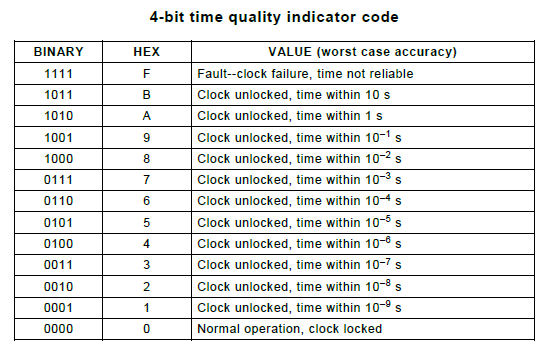 4-bit time quality indicator code
BINARY HEX VALUE (worst case accuracy)
1111 F Fault--clock failure, time not reliable
1011 B Clock unlocked, time within 10 s
1010 A Clock unlocked, time within 1 s
1001 9 Clock unlocked, time within 10⁻¹ s
1000 8 Clock unlocked, time within 10⁻² s
0111 7 Clock unlocked, time within 10⁻³ s
0110 6 Clock unlocked, time within 10⁻⁴ s
0101 5 Clock unlocked, time within 10⁻⁵ s
0100 4 Clock unlocked, time within 10⁻⁶ s
0011 3 Clock unlocked, time within 10⁻⁷ s
0010 2 Clock unlocked, time within 10⁻⁸ s
0001 1 Clock unlocked, time within 10⁻⁹ s
0000 0 Normal operation, clock locked